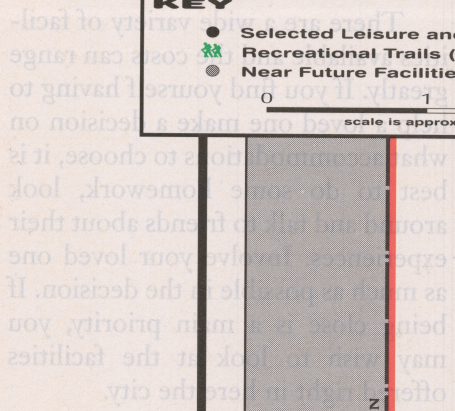 KEY
Selected Leisure an
Recreational Trails (
Near Future Facilitie
0 1
scale is approx
There are a wide variety of facil-
ities available and the costs can range
greatly. If you find yourself having to
help a loved one make a decision on
what accommodations to choose, it is
best to do some homework, look
around and talk to friends about their
experiences. Involve your loved one
as much as possible in the decision. If
being close is a main priority, you
may wish to look at the facilities
offered right in here the city.
N